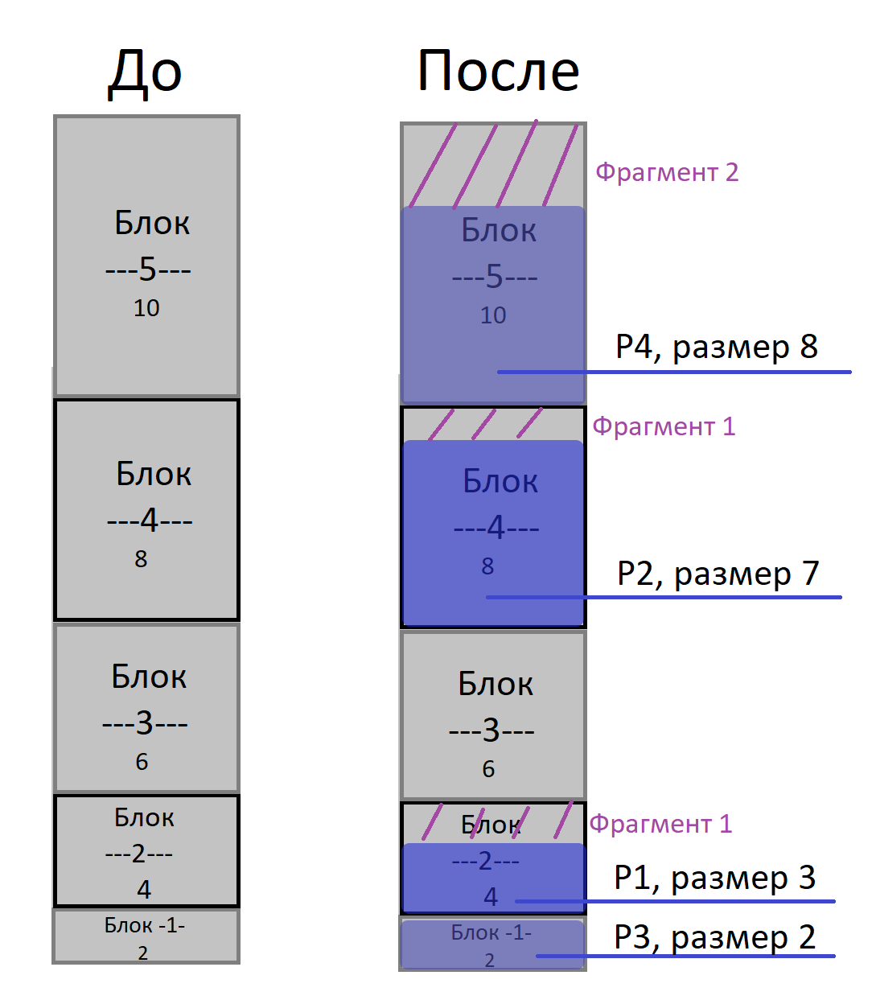 До
Блок
---5---
10
Блок
---4---
8
Блок
---3---
6
Блок
---2---
4
Блок -1-
2
После
Фрагмент 2
Блок
---5---
10
P4, размер 8
Фрагмент 1
Блок
---4---
8
P2, размер 7
Блок
---3---
6
Фрагмент 1
Блок
---2---
4
P1, размер 3
Блок -1-
2
P3, размер 2